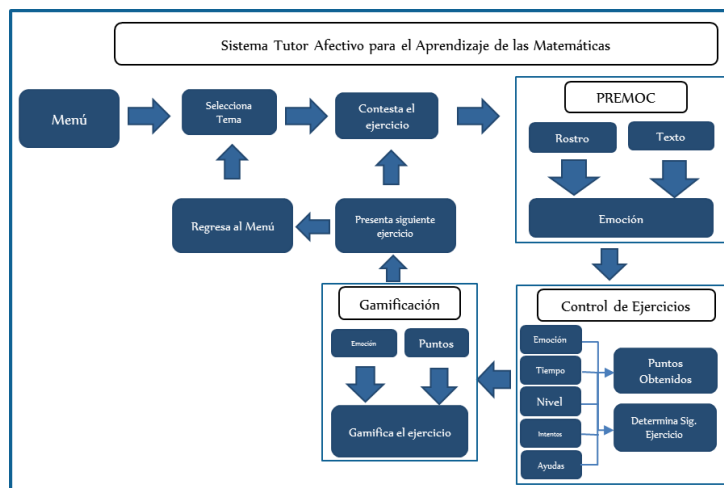 Sistema Tutor Afectivo para el Aprendizaje de las Matemáticas
Menú
Selecciona
Tema
Contesta el
ejercicio
PREMOC
Rostro
Texto
Emoción
Regresa al Menú
Presenta siguiente
ejercicio
Gamificación
Emoción
Puntos
Gamifica el ejercicio
Control de Ejercicios
Emoción
Tiempo
Nivel
Intentos
Ayudas
Puntos
Obtenidos
Determina Sig.
Ejercicio